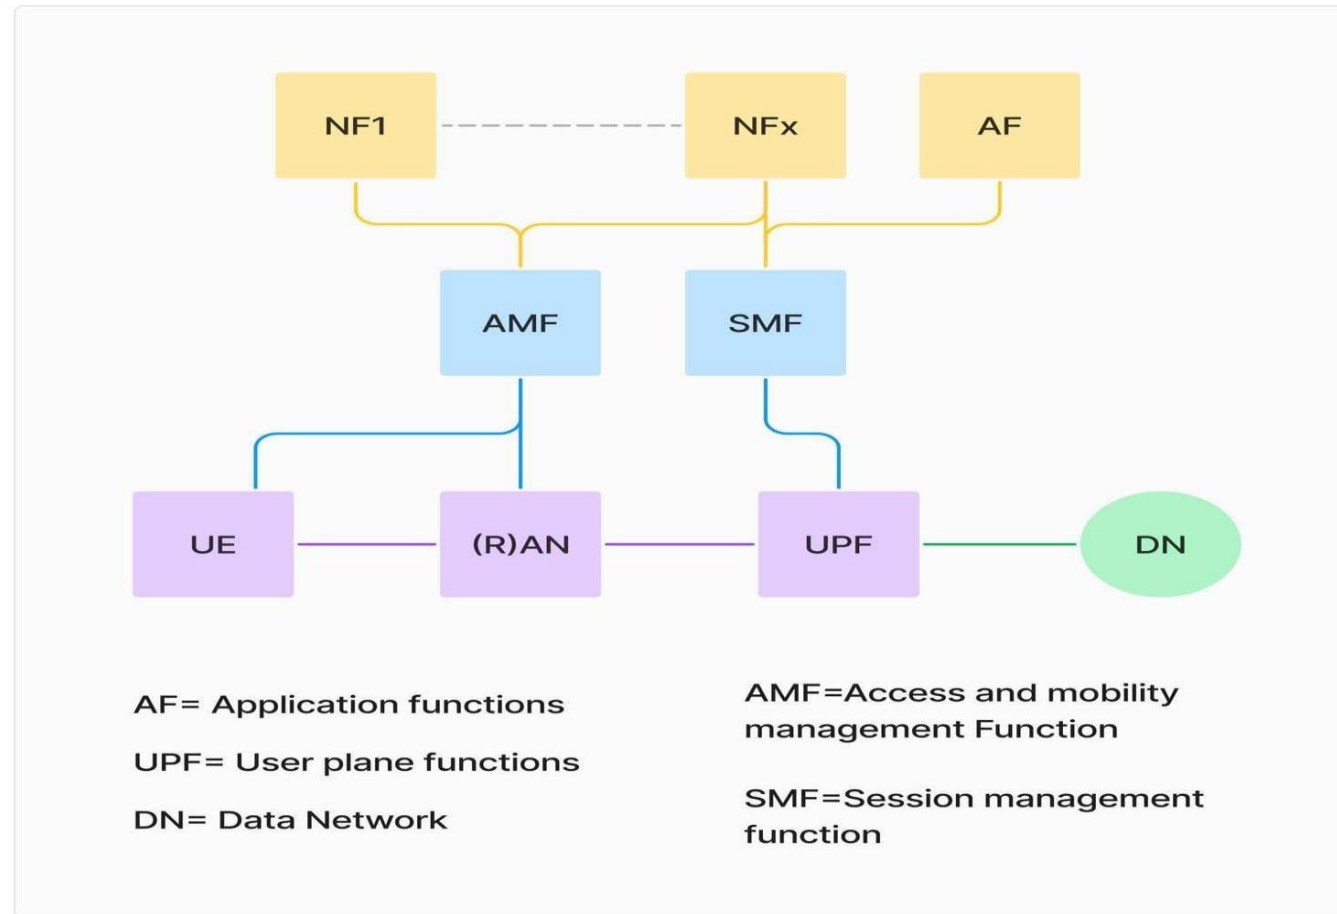 NF1
NFx
AF
AMF
SMF
UE
(R)AN
UPF
DN
AF= Application functions
UPF= User plane functions
DN= Data Network
AMF=Access and mobility
management Function
SMF=Session management
function